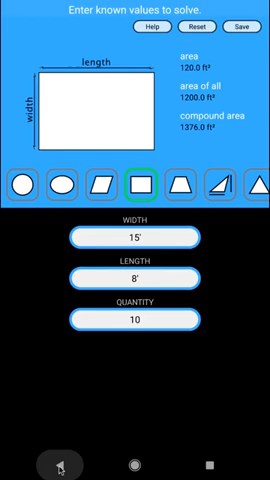 Enter known values to solve.
Help Reset Save
length
width
area
120.0 ft²
area of all
1200.0 ft²
compound area
1376.0 ft²
WIDTH
15'
LENGTH
8'
QUANTITY
10